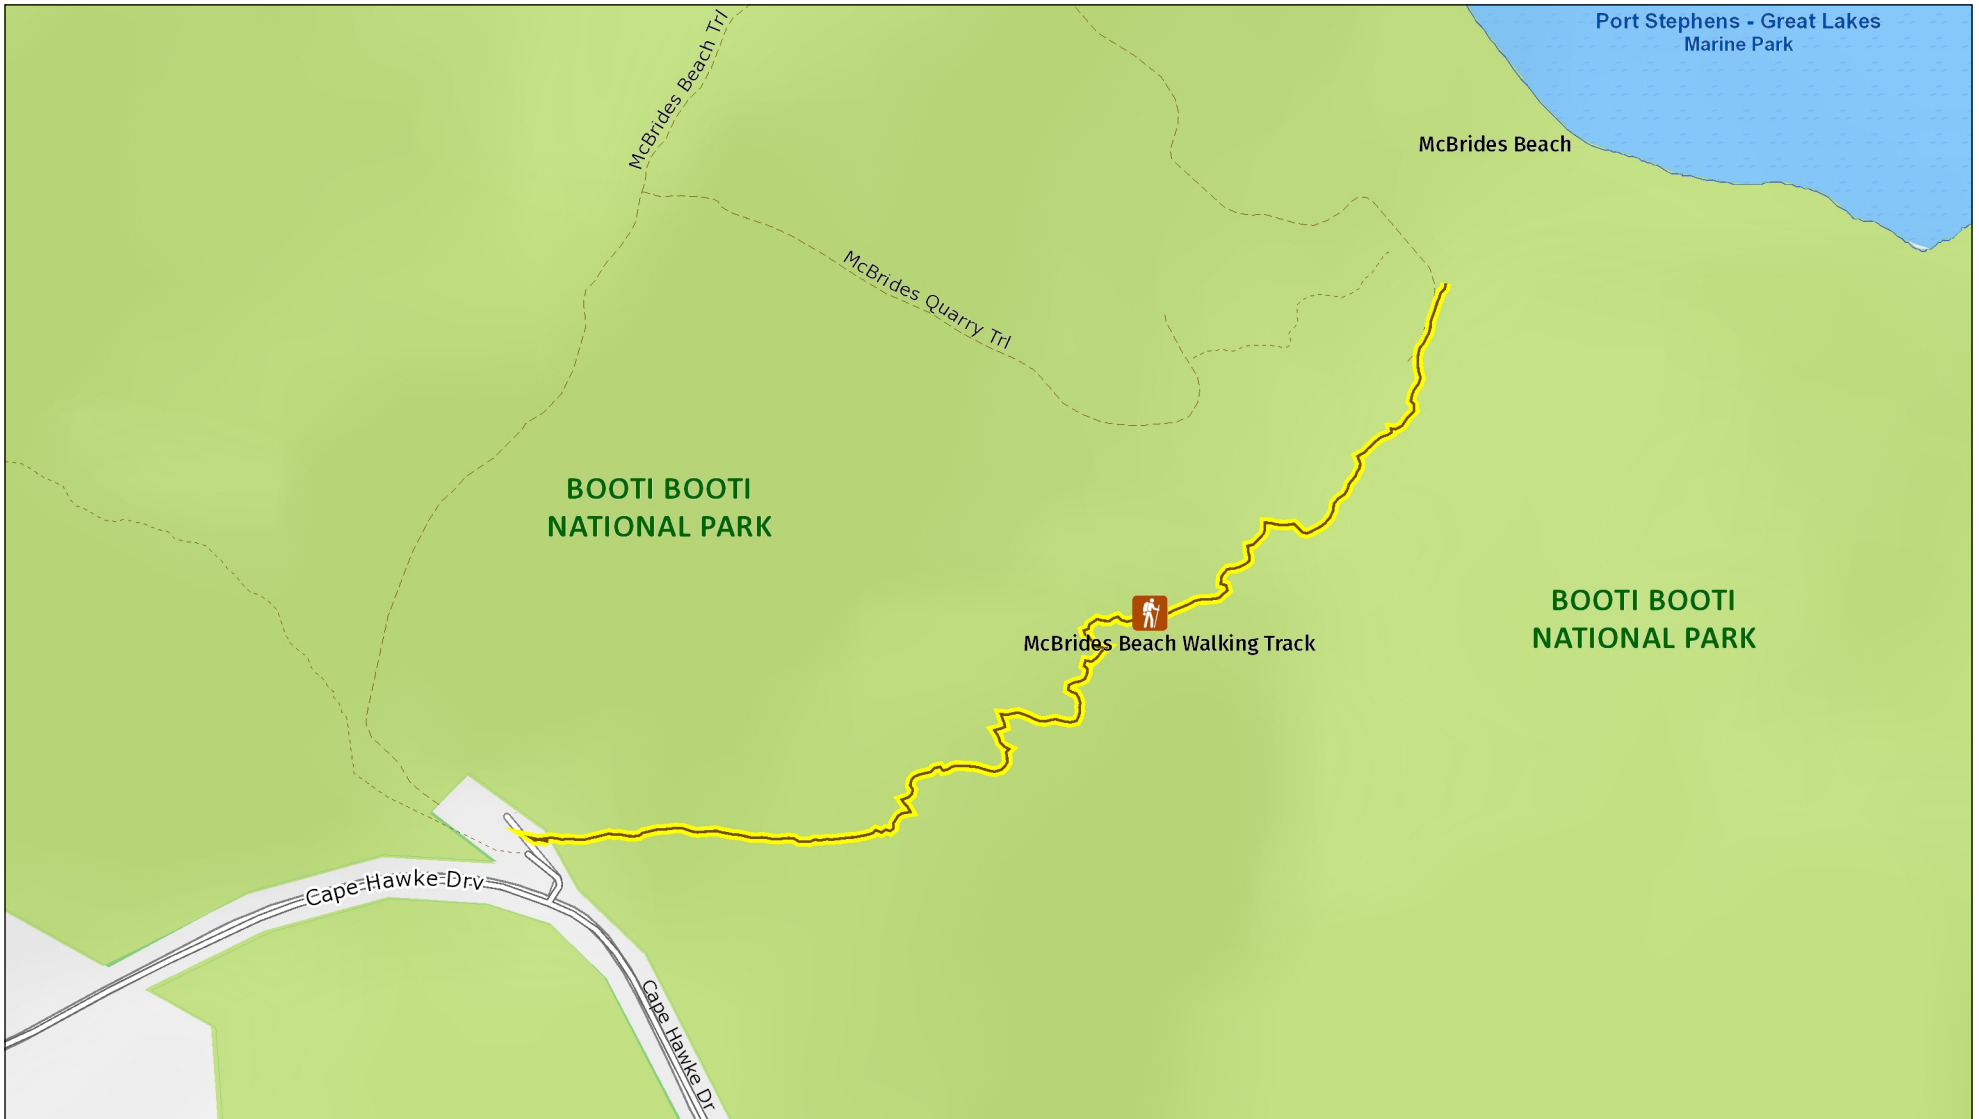 Port Stephens - Great Lakes
Marine Park
McBrides Beach Trl
McBrides Beach
McBrides Quarry Trl
BOOTI BOOTI
NATIONAL PARK
BOOTI BOOTI
NATIONAL PARK
McBrides Beach Walking Track
Cape Hawke Drv
Cape Hawke Dr